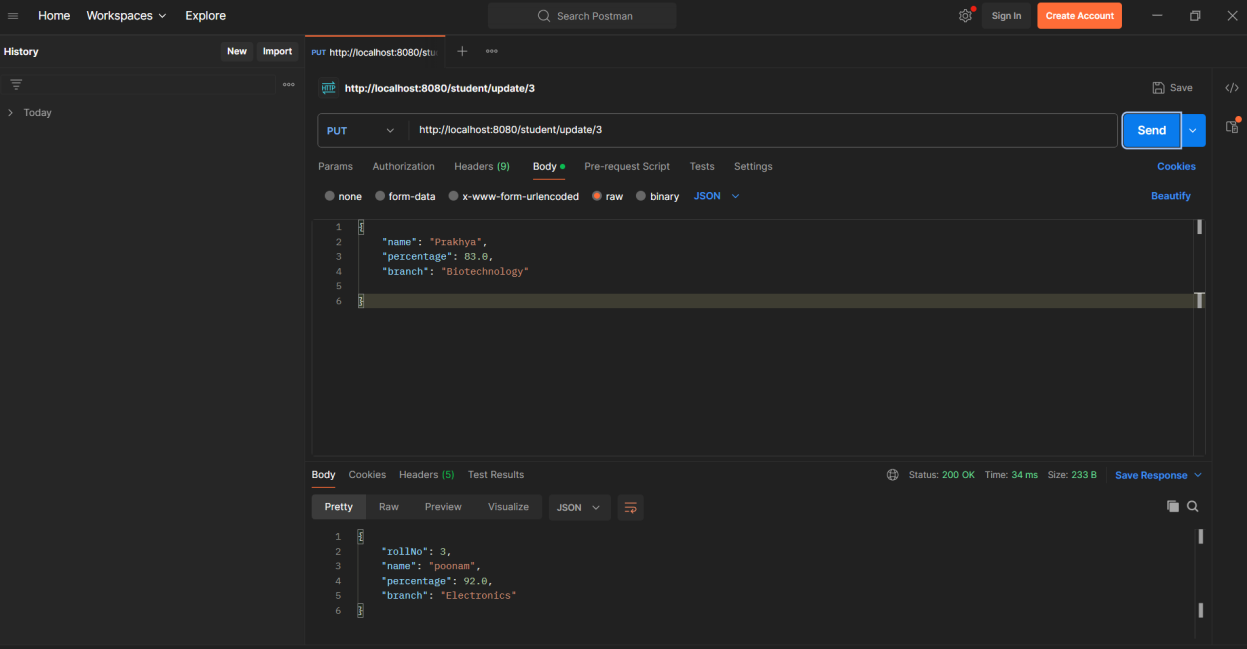 Home Workspaces Explore Search Postman Sign In Create Account
History New Import PUT http://localhost:8080/stu
HTTP http://localhost:8080/student/update/3 Save
Today
PUT http://localhost:8080/student/update/3 Send
Params Authorization Headers (9) Body Pre-request Script Tests Settings Cookies
none form-data x-www-form-urlencoded raw binary JSON Beautify
1 {
2 "name": "Prakhya",
3 "percentage": 83.0,
4 "branch": "Biotechnology"
5
6 }
Body Cookies Headers (5) Test Results Status: 200 OK Time: 34 ms Size: 233 B Save Response
Pretty Raw Preview Visualize JSON
1 {
2 "rollNo": 3,
3 "name": "poonam",
4 "percentage": 92.0,
5 "branch": "Electronics"
6 }